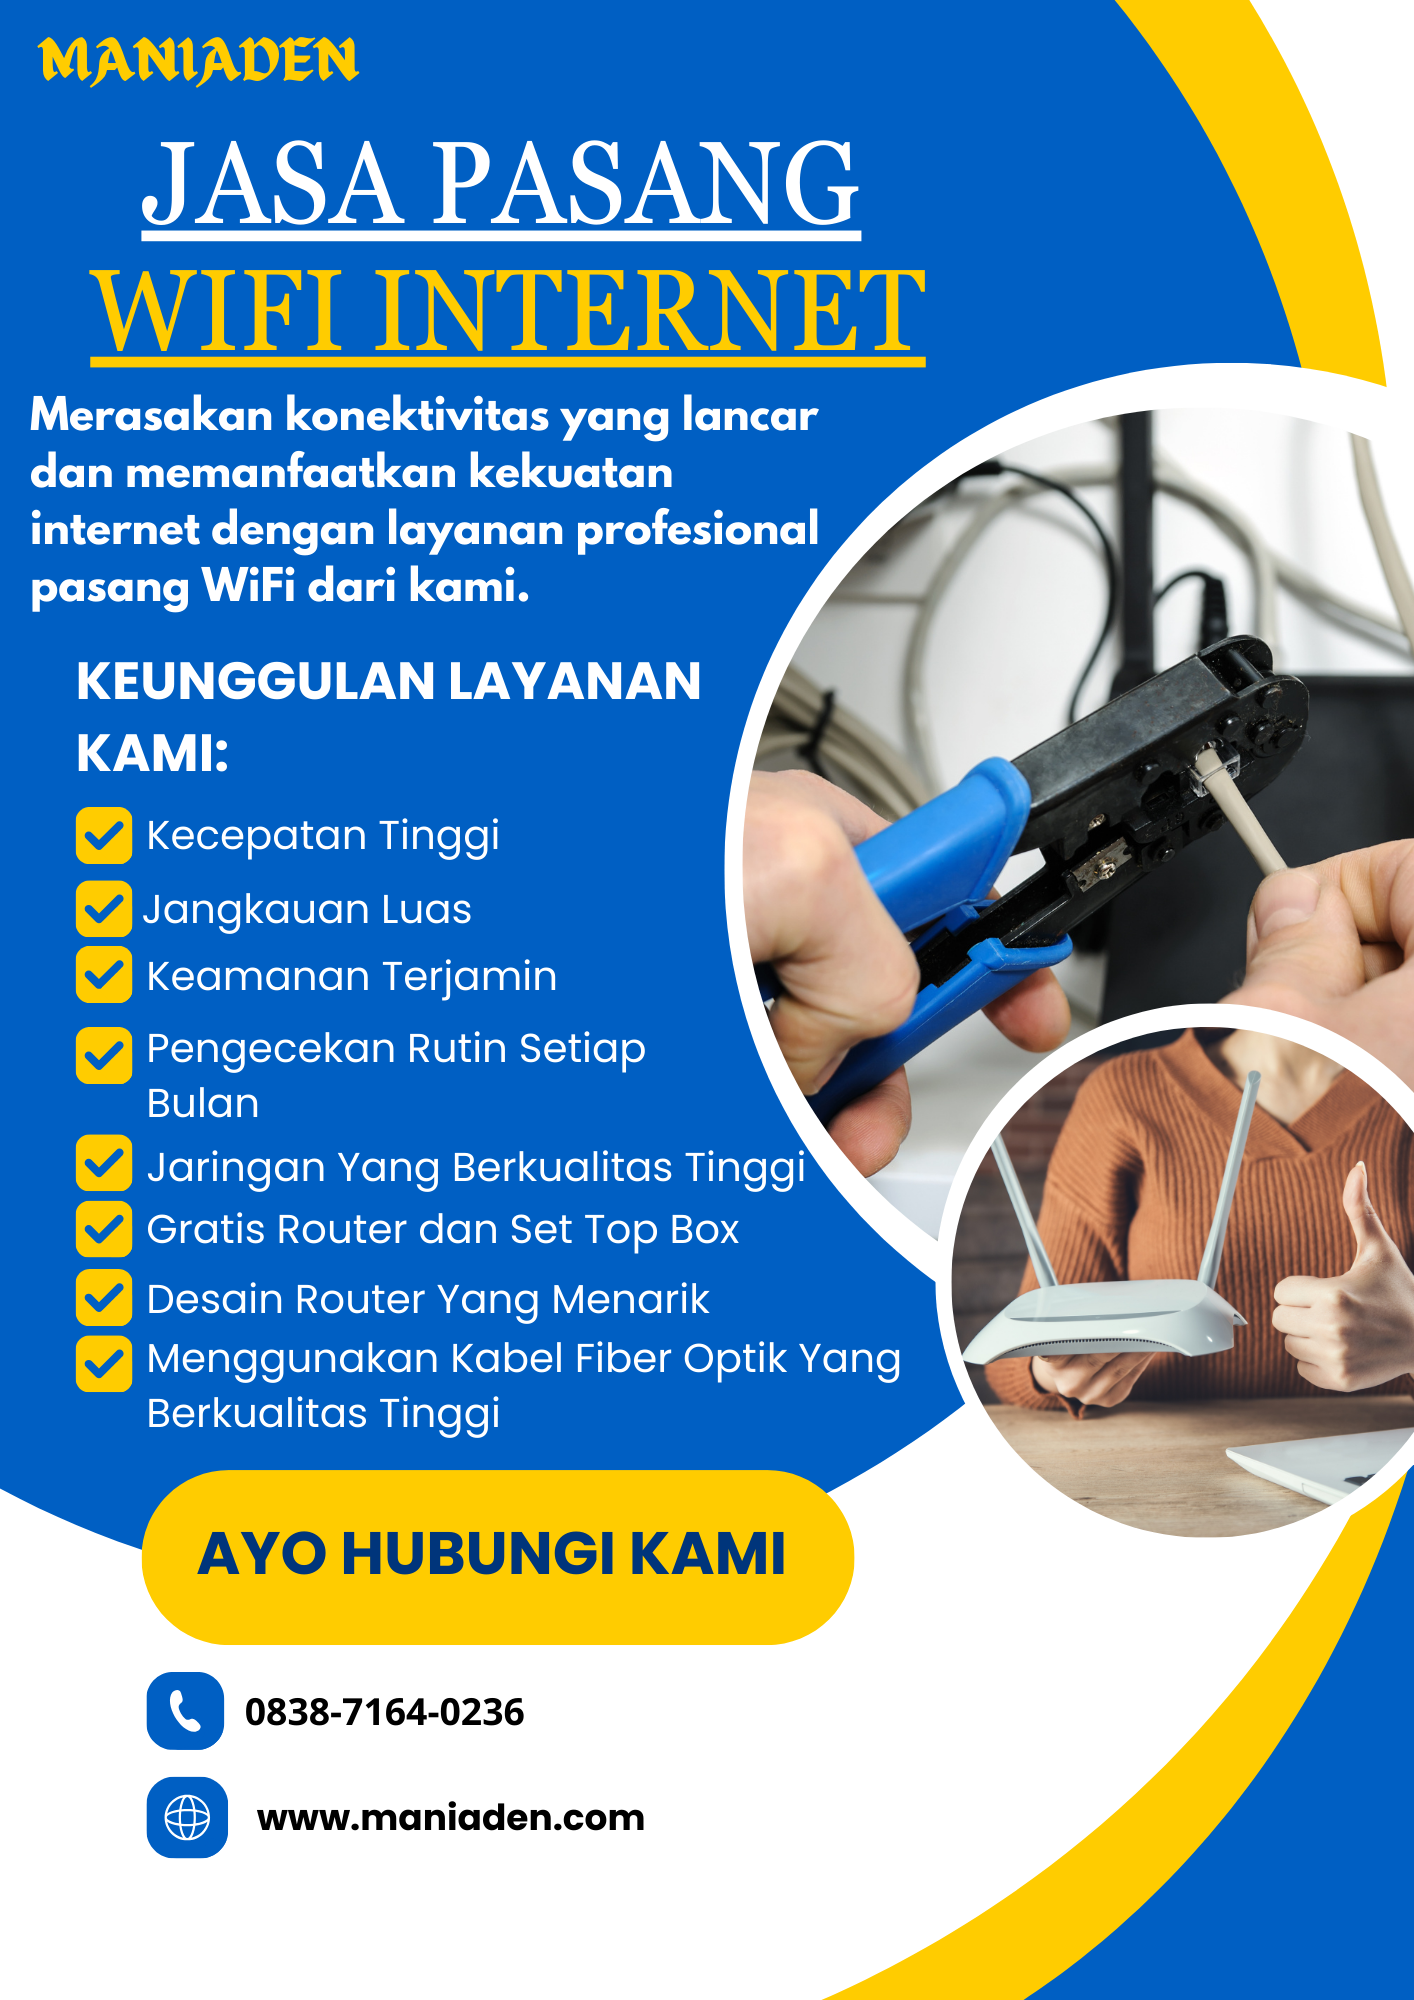 MANIADEN
JASA PASANG
WIFI INTERNET
Merasakan konektivitas yang lancar
dan memanfaatkan kekuatan
internet dengan layanan profesional
pasang WiFi dari kami.
KEUNGGULAN LAYANAN
KAMI:
Kecepatan Tinggi
Jangkauan Luas
Keamanan Terjamin
Pengecekan Rutin Setiap
Bulan
Jaringan Yang Berkualitas Tinggi
Gratis Router dan Set Top Box
Desain Router Yang Menarik
Menggunakan Kabel Fiber Optik Yang
Berkualitas Tinggi
AYO HUBUNGI KAMI
0838-7164-0236
www.maniaden.com